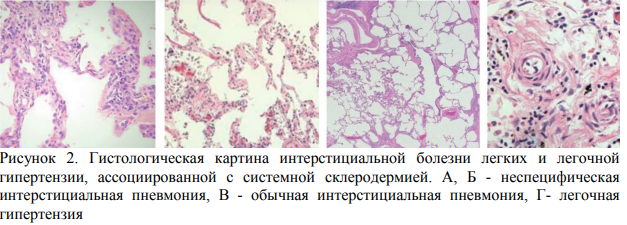 Рисунок 2. Гистологическая картина интерстициальной болезни легких и легочной
гипертензии, ассоциированной с системной склеродермией. А, Б - неспецифическая
интерстициальная пневмония, В - обычная интерстициальная пневмония, Г- легочная
гипертензия